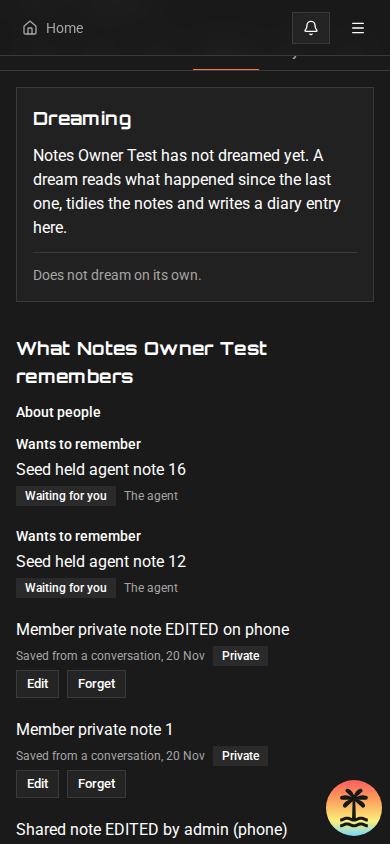 Home
Dreaming
Notes Owner Test has not dreamed yet. A
dream reads what happened since the last
one, tidies the notes and writes a diary entry
here.
Does not dream on its own.
What Notes Owner Test
remembers
About people
Wants to remember
Seed held agent note 16
Waiting for you The agent
Wants to remember
Seed held agent note 12
Waiting for you The agent
Member private note EDITED on phone
Saved from a conversation, 20 Nov Private
Edit Forget
Member private note 1
Saved from a conversation, 20 Nov Private
Edit Forget
Shared note EDITED by admin (phone)